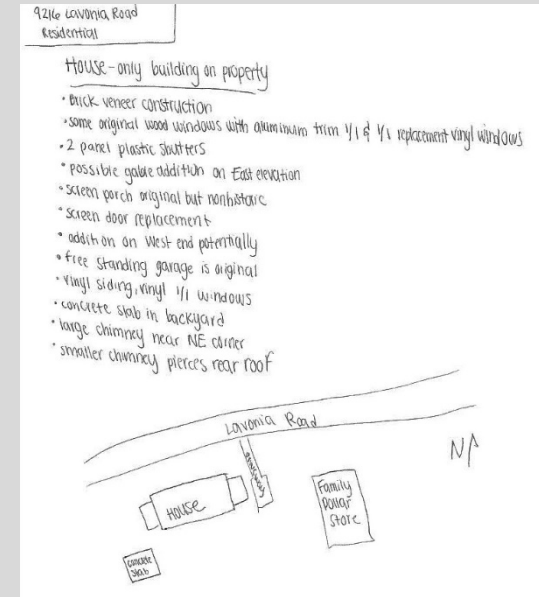 9216 Lavonia Road
Residential
House - only building on property
• Brick veneer construction
• some original wood windows with aluminum trim 1/1 & 1/1 replacement vinyl windows
• 2 panel plastic shutters
• possible gable addition on East elevation
• screen porch original but nonhistoric
• screen door replacement
• addition on West end potentially
• free standing garage is original
• vinyl siding, vinyl 1/1 windows
• concrete slab in backyard
• large chimney near NE corner
• smaller chimney pierces rear roof
Lavonia Road
N
House
Family
Dollar
Store
concrete
slab